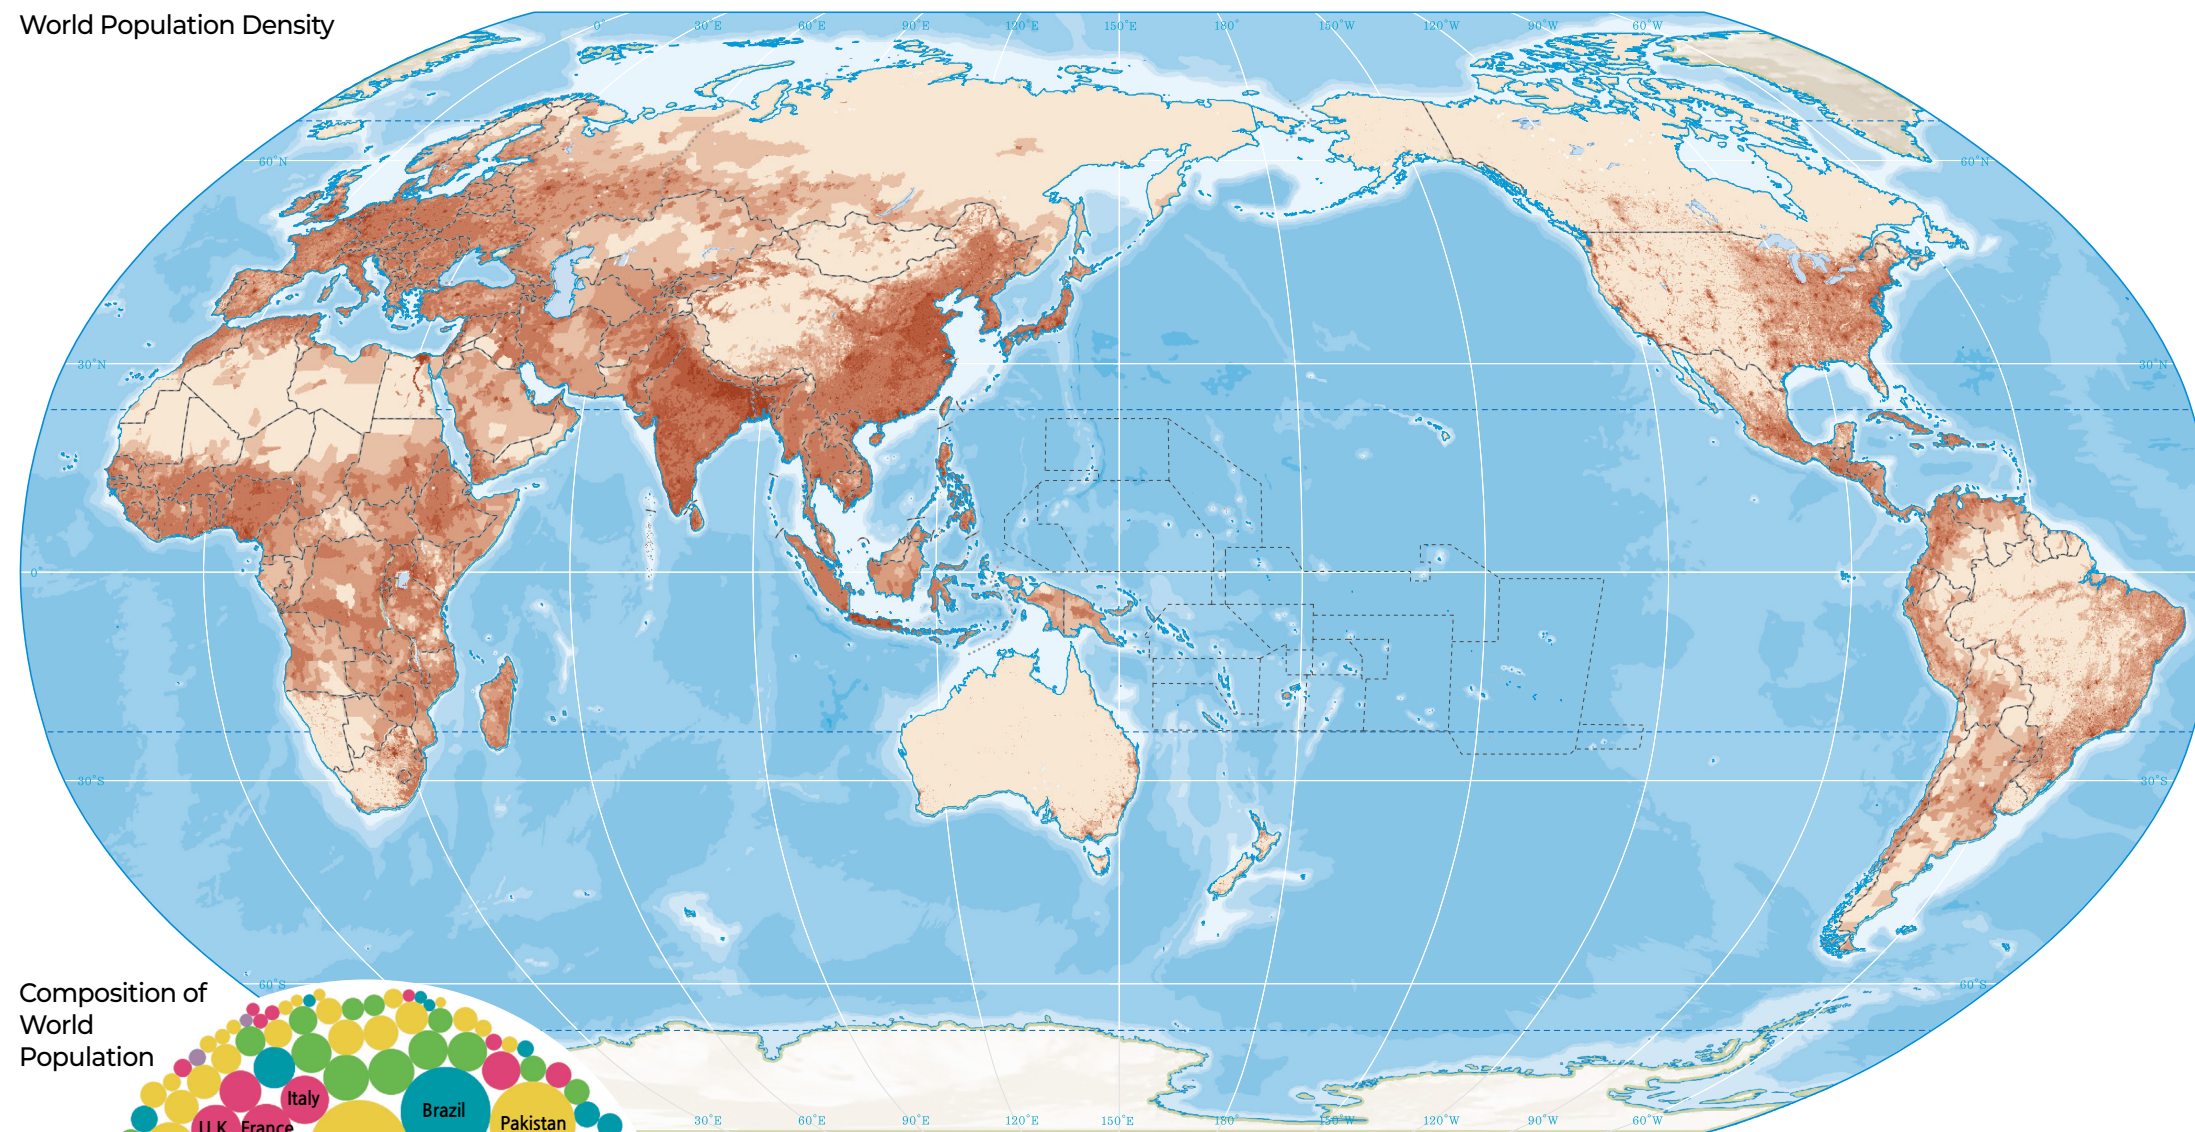 World Population Density
0° 30°E 60°E 90°E 120°E 150°E 180° 150°W 120°W 90°W 60°W
60°N 60°N
30°N 30°N
0°
30°S 30°S
60°S 60°S
Composition of
World
Population
Italy
Brazil
Pakistan
U.K. France
30°E 60°E 90°E 120°E 150°E 180° 150°W 120°W 90°W 60°W